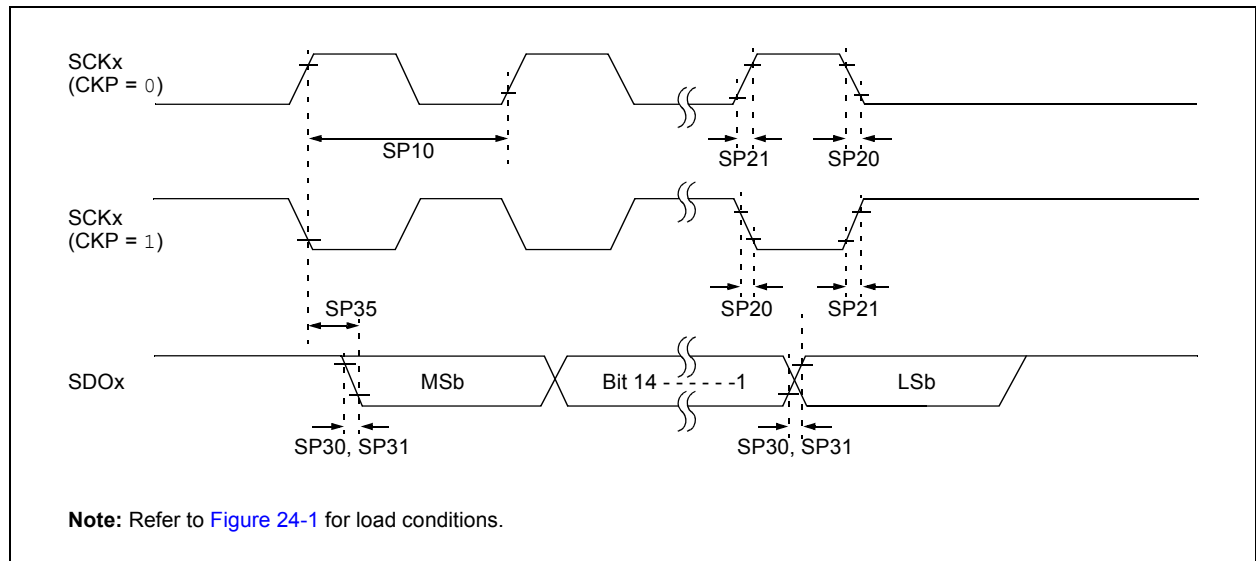 SCKx
(CKP = 0)
SP10
SP21
SP20
SCKx
(CKP = 1)
SP35
SP20
SP21
SDOx
MSb
Bit 14 - - - - - -1
LSb
SP30, SP31
SP30, SP31
Note: Refer to Figure 24-1 for load conditions.